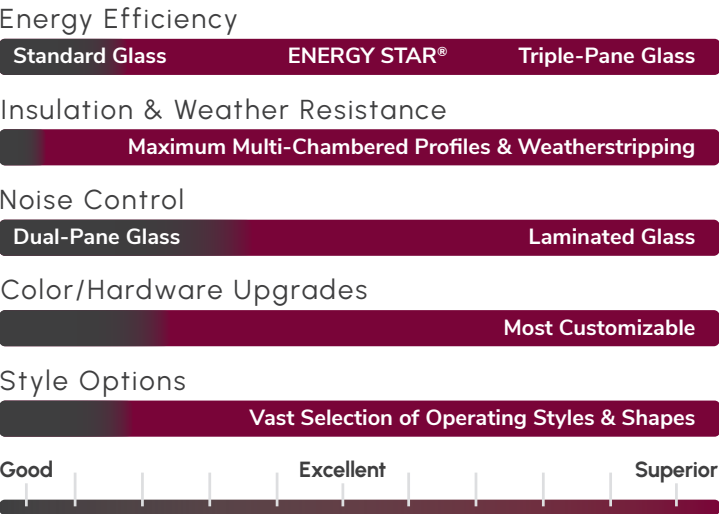 Energy Efficiency
Standard Glass ENERGY STAR® Triple-Pane Glass
Insulation & Weather Resistance
Maximum Multi-Chambered Profiles & Weatherstripping
Noise Control
Dual-Pane Glass Laminated Glass
Color/Hardware Upgrades
Most Customizable
Style Options
Vast Selection of Operating Styles & Shapes
Good Excellent Superior